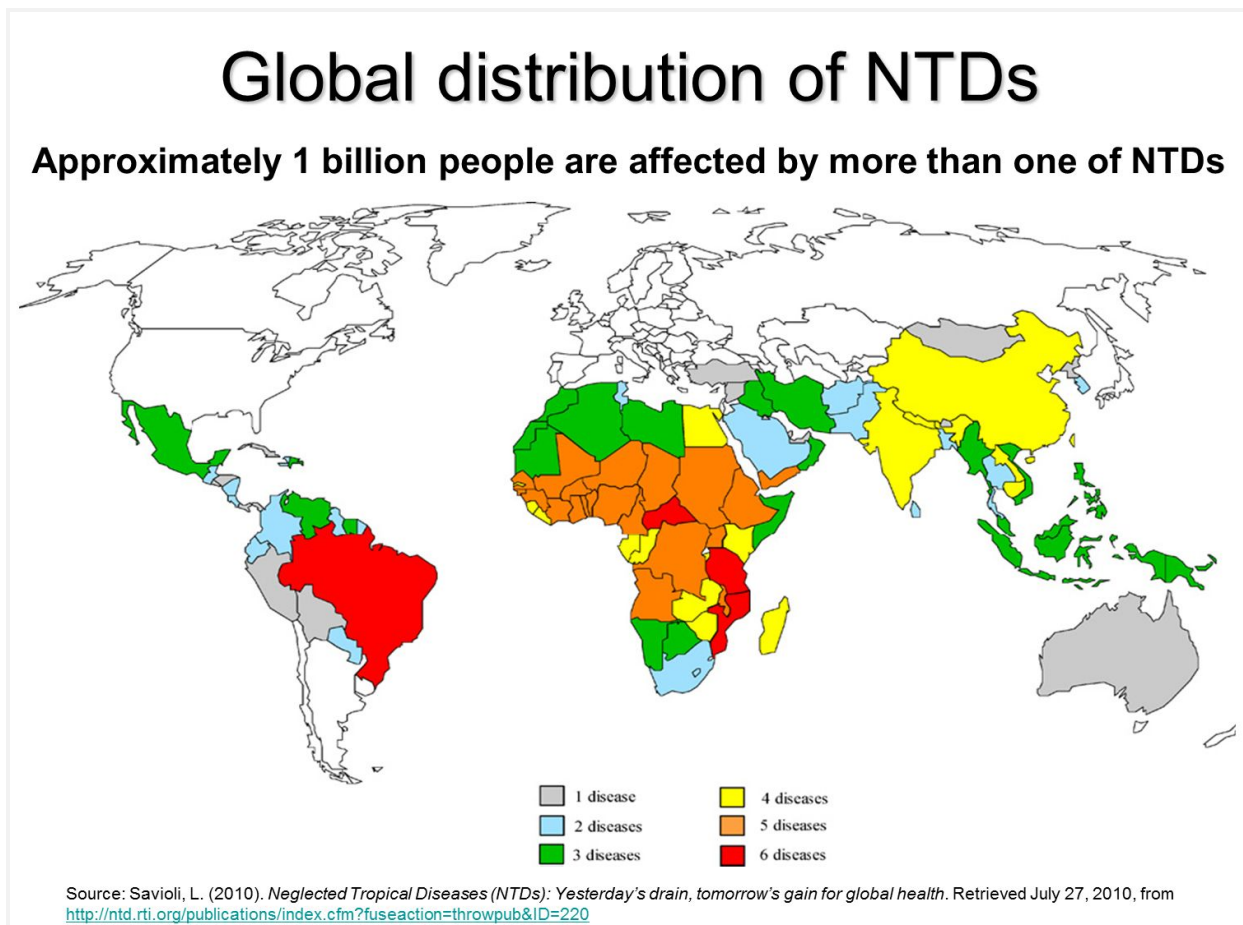 Global distribution of NTDs
Approximately 1 billion people are affected by more than one of NTDs
1 disease
2 diseases
3 diseases
4 diseases
5 diseases
6 diseases
Source: Savioli, L. (2010). Neglected Tropical Diseases (NTDs): Yesterday's drain, tomorrow's gain for global health. Retrieved July 27, 2010, from
http://ntd.rti.org/publications/index.cfm?fuseaction=throwpub&ID=220